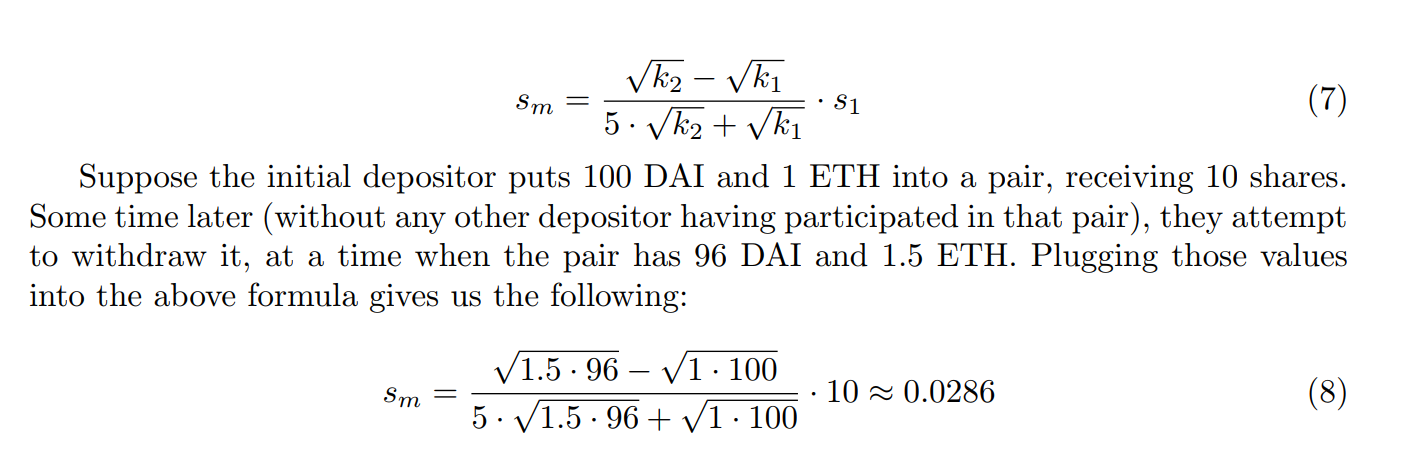 s_m = \frac{\sqrt{k_2} - \sqrt{k_1}}{5 \cdot \sqrt{k_2} + \sqrt{k_1}} \cdot s_1 (7)
Suppose the initial depositor puts 100 DAI and 1 ETH into a pair, receiving 10 shares.
Some time later (without any other depositor having participated in that pair), they attempt
to withdraw it, at a time when the pair has 96 DAI and 1.5 ETH. Plugging those values
into the above formula gives us the following:
s_m = \frac{\sqrt{1.5 \cdot 96} - \sqrt{1 \cdot 100}}{5 \cdot \sqrt{1.5 \cdot 96} + \sqrt{1 \cdot 100}} \cdot 10 ≈ 0.0286 (8)